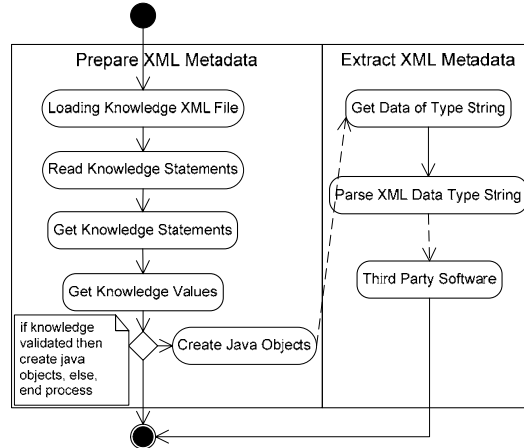 Prepare XML Metadata
Loading Knowledge XML File
Read Knowledge Statements
Get Knowledge Statements
Get Knowledge Values
if knowledge
validated then
create java
objects, else,
end process
Create Java Objects
Extract XML Metadata
Get Data of Type String
Parse XML Data Type String
Third Party Software